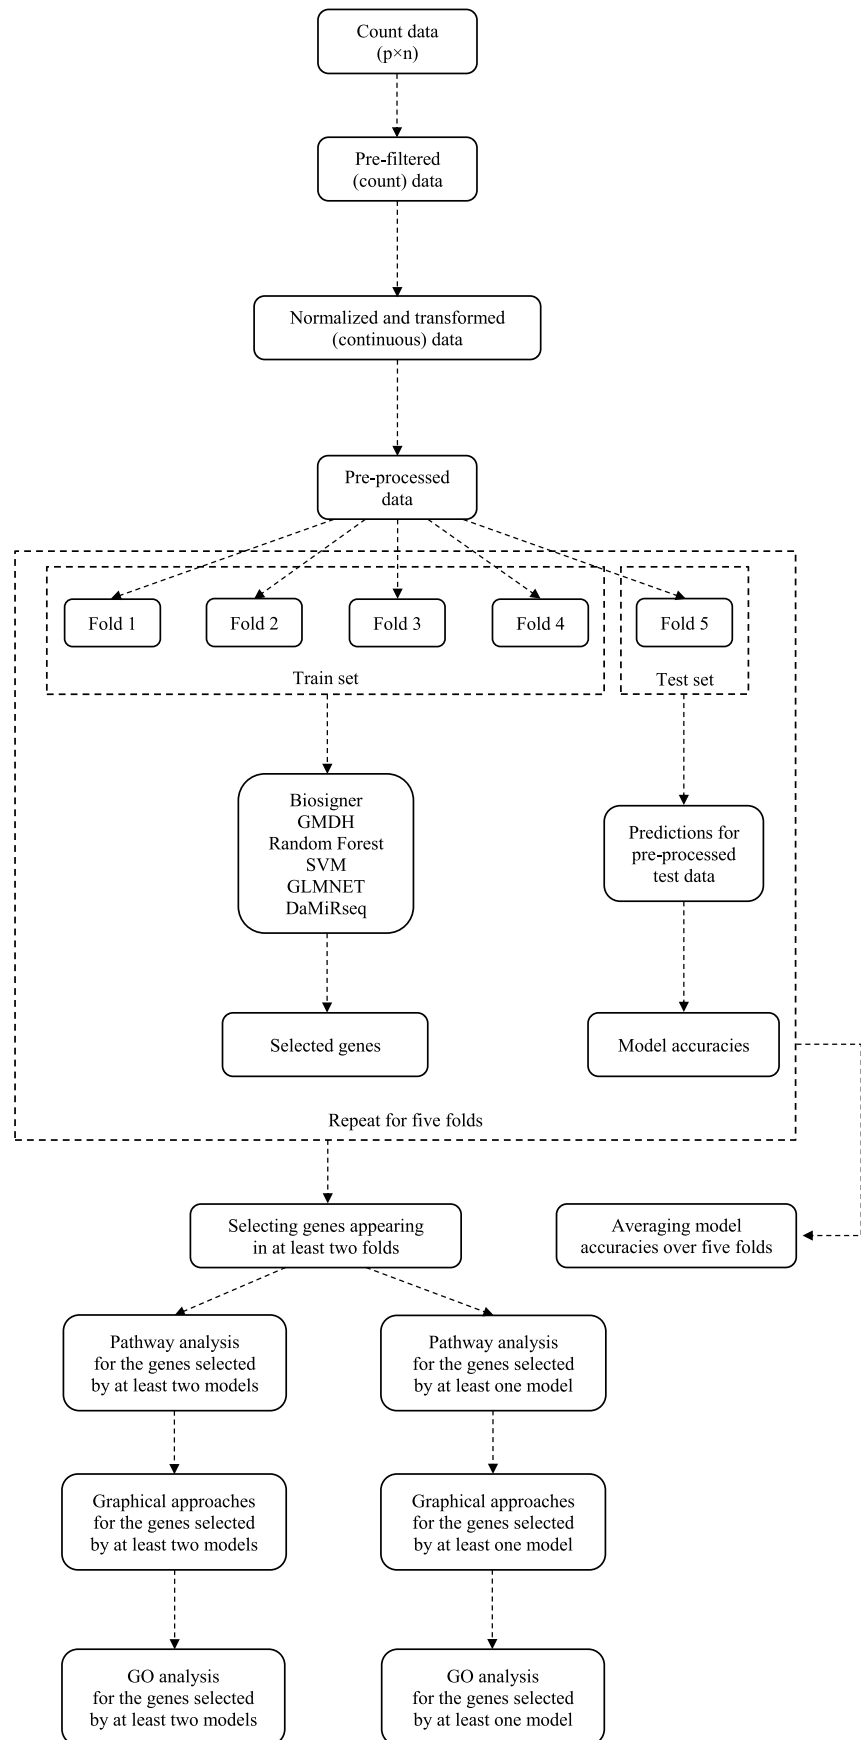 Count data
(p×n)
Pre-filtered
(count) data
Normalized and transformed
(continuous) data
Pre-processed
data
Fold 1
Fold 2
Fold 3
Fold 4
Fold 5
Train set
Test set
Biosigner
GMDH
Random Forest
SVM
GLMNET
DaMiRseq
Predictions for
pre-processed
test data
Selected genes
Model accuracies
Repeat for five folds
Selecting genes appearing
in at least two folds
Averaging model
accuracies over five folds
Pathway analysis
for the genes selected
by at least two models
Pathway analysis
for the genes selected
by at least one model
Graphical approaches
for the genes selected
by at least two models
Graphical approaches
for the genes selected
by at least one model
GO analysis
for the genes selected
by at least two models
GO analysis
for the genes selected
by at least one model